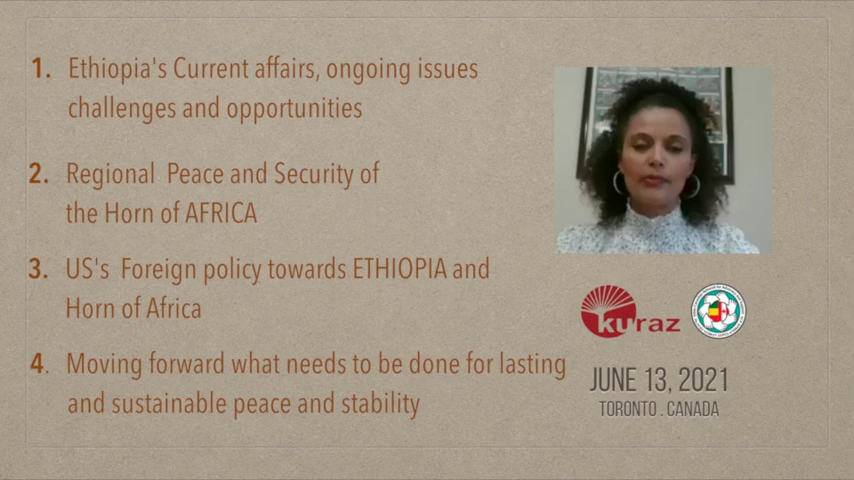 1. Ethiopia's Current affairs, ongoing issues
challenges and opportunities
2. Regional Peace and Security of
the Horn of AFRICA
3. US's Foreign policy towards ETHIOPIA and
Horn of Africa
4. Moving forward what needs to be done for lasting
and sustainable peace and stability
kuraz
JUNE 13, 2021
TORONTO . CANADA